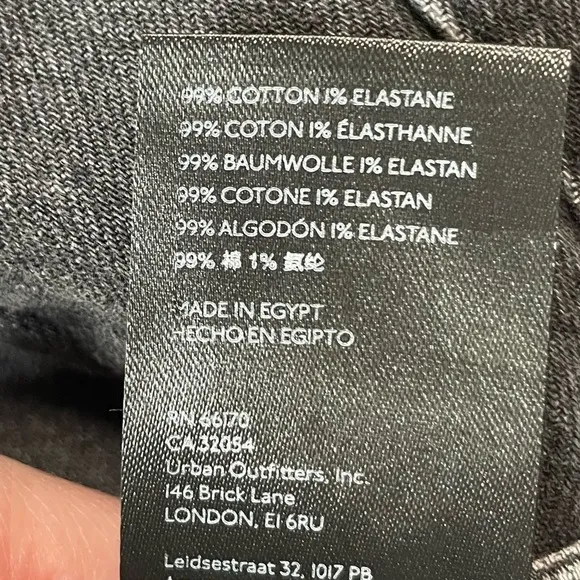 99% COTTON 1% ELASTANE
99% COTON 1% ÉLASTHANNE
99% BAUMWOLLE 1% ELASTAN
99% COTONE 1% ELASTAN
99% ALGODÓN 1% ELASTANE
99% 棉 1% 氨纶
MADE IN EGYPT
HECHO EN EGIPTO
RN 66170
CA 32054
Urban Outfitters, Inc.
146 Brick Lane
LONDON, E1 6RU
Leidsestraat 32, 1017 PB